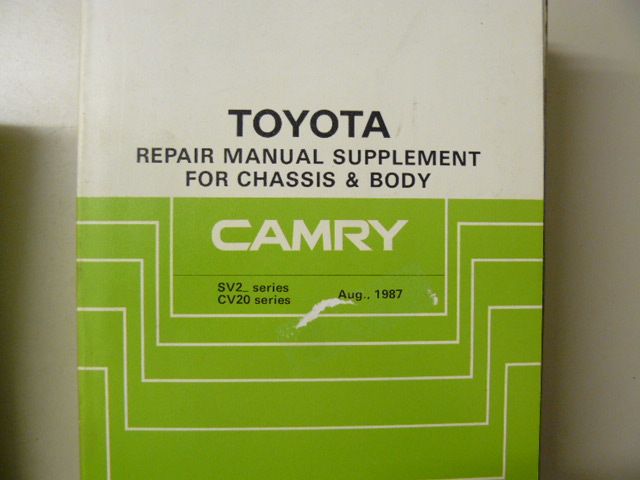 TOYOTA
REPAIR MANUAL SUPPLEMENT
FOR CHASSIS & BODY
CAMRY
SV2_ series
CV20 series Aug., 1987